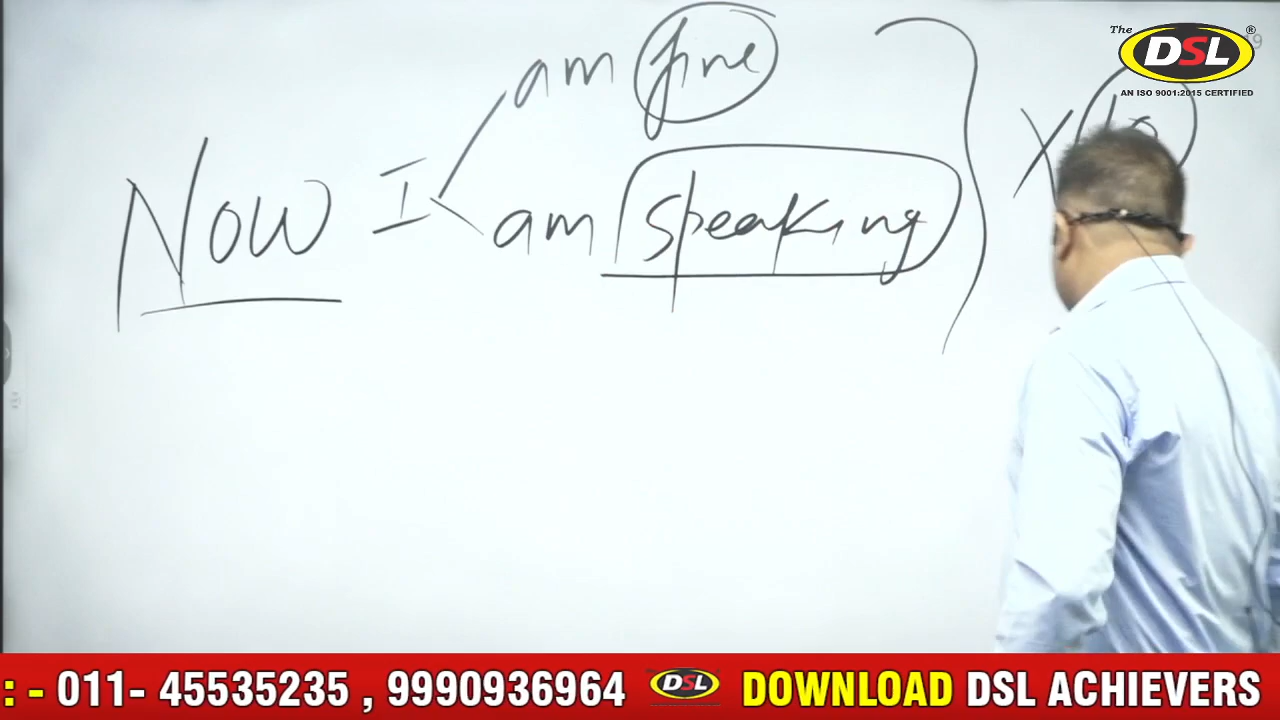 The
DSL
AN ISO 9001:2015 CERTIFIED
am fine
Now I
am speaking
: - 011- 45535235 , 9990936964 DSL DOWNLOAD DSL ACHIEVERS